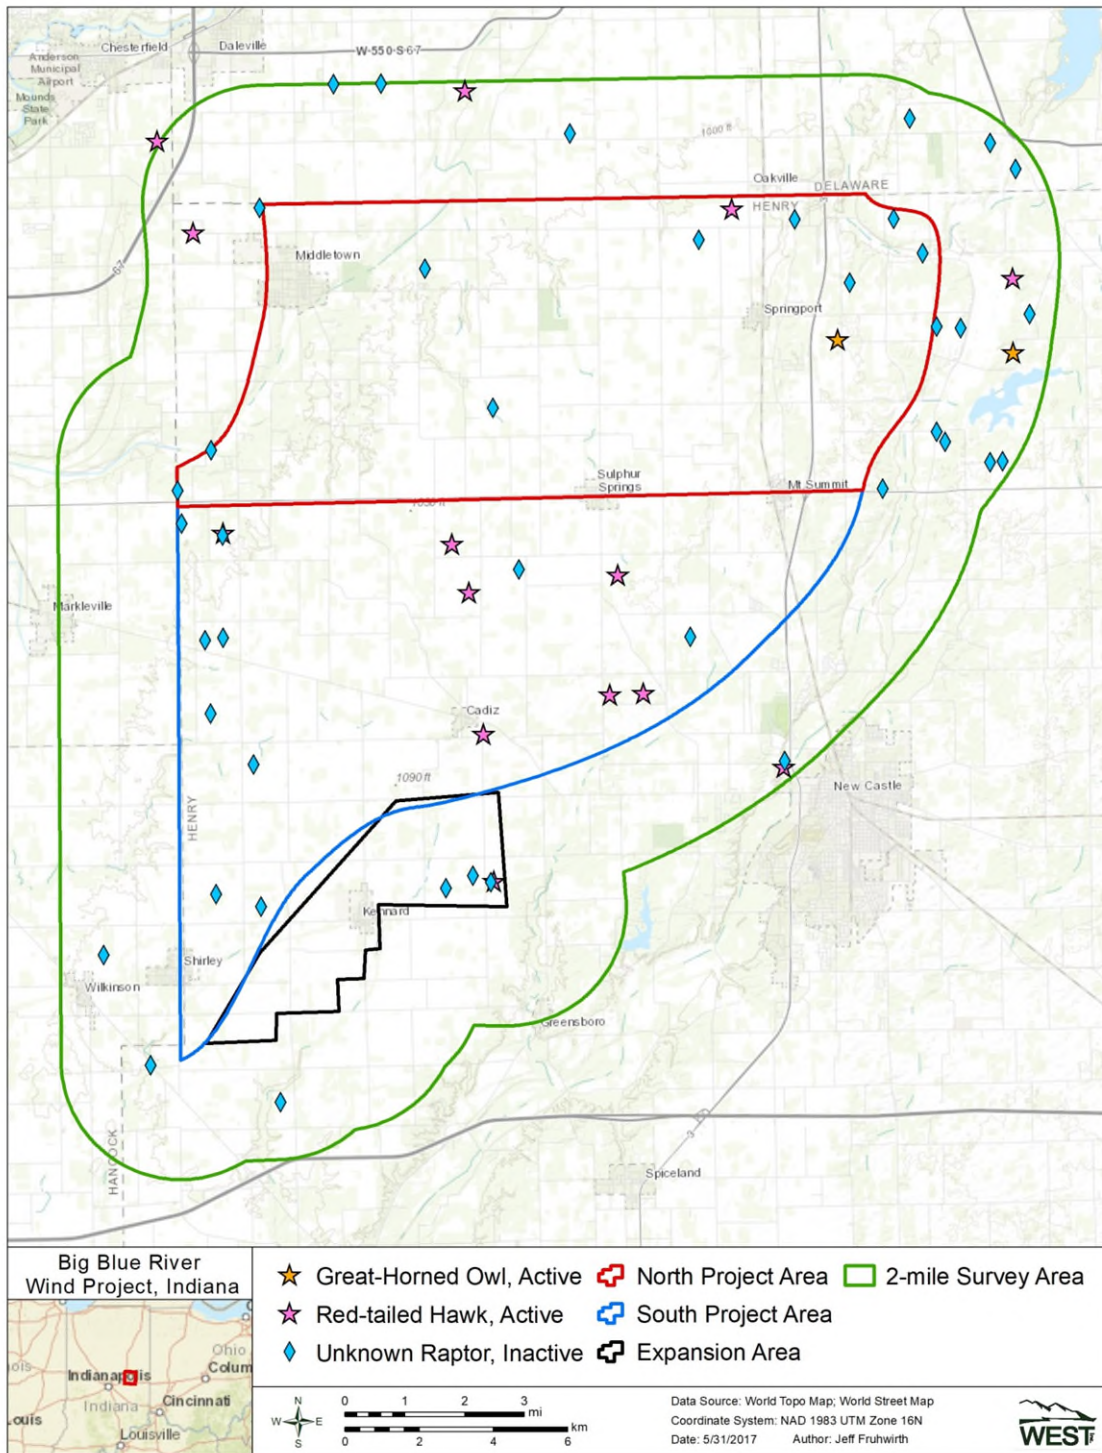 Chesterfield
Daleville
W-550-S
67
Anderson
Municipal
Airport
Mounds
State
Park
1000 ft
Oakville
DELAWARE
HENRY
Middletown
67
Springport
Sulphur
Springs
Mt Summit
Markleville
Cadiz
1090 ft
New Castle
HENRY
Kennard
Shirley
Wilkinson
Greensboro
HANCOCK
3
Spiceland
Big Blue River
Wind Project, Indiana
Great-Horned Owl, Active
North Project Area
2-mile Survey Area
Red-tailed Hawk, Active
South Project Area
Unknown Raptor, Inactive
Expansion Area
Ohio
Indianapolis
Colum
Indiana
Cincinnati
ouis
Louisville
N
W
E
S
0 1 2 3
mi
km
0 2 4 6
Data Source: World Topo Map; World Street Map
Coordinate System: NAD 1983 UTM Zone 16N
Date: 5/31/2017 Author: Jeff Fruhwirth
WEST